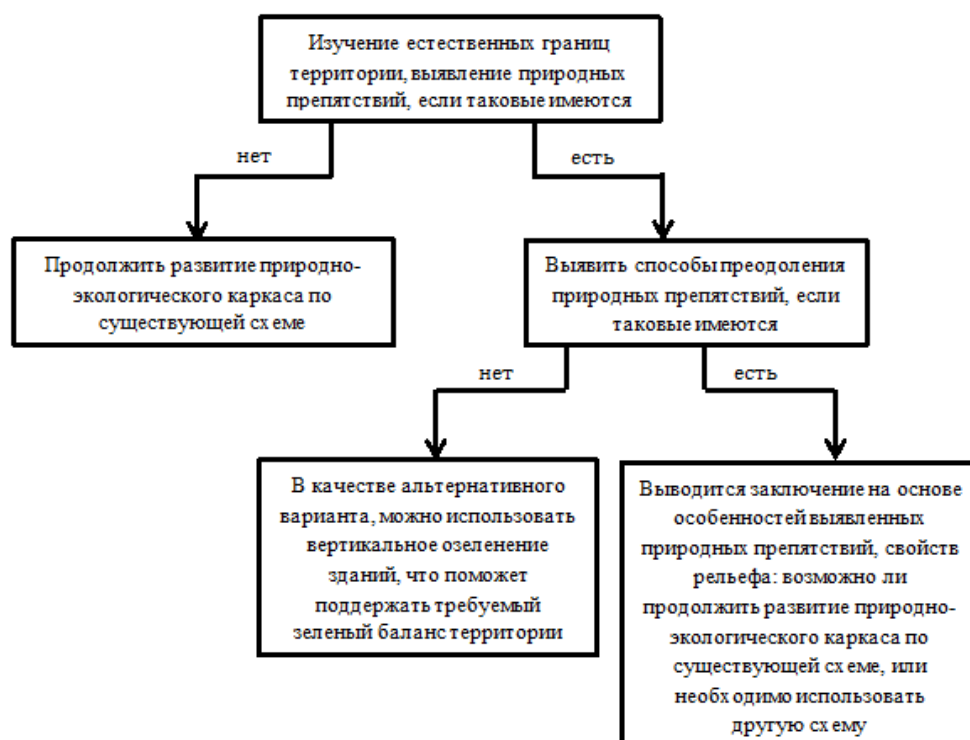 Изучение естественных границ
территории, выявление природных
препятствий, если таковые имеются
нет
есть
Продолжить развитие природно-
экологического каркаса по
существующей схеме
Выявить способы преодоления
природных препятствий, если
таковые имеются
нет
есть
В качестве альтернативного
варианта, можно использовать
вертикальное озеленение
зданий, что поможет
поддержать требуемый
зеленый баланс территории
Выводится заключение на основе
особенностей выявленных
природных препятствий, свойств
рельефа: возможно ли
продолжить развитие природно-
экологического каркаса по
существующей схеме, или
необходимо использовать
другую схему